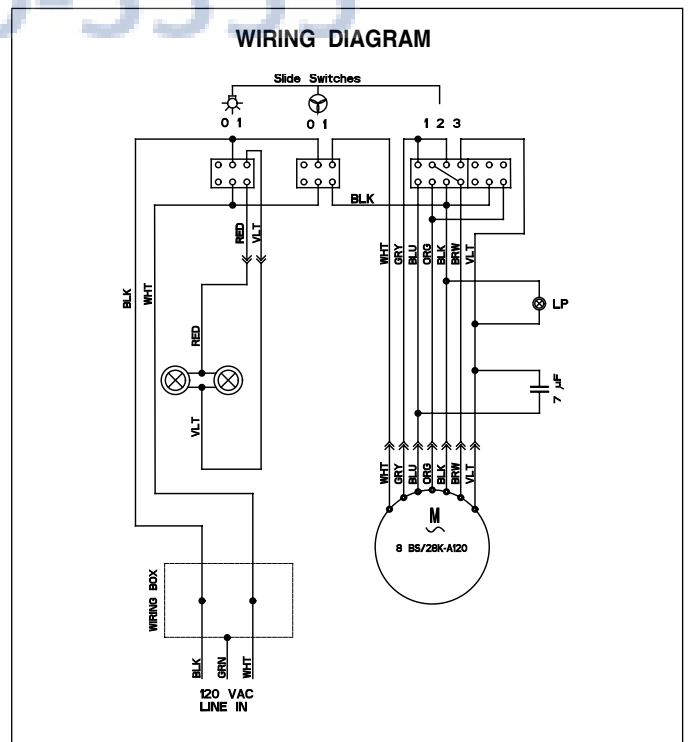 WIRING DIAGRAM
Slide Switches
0 1
0 1
1 2 3
BLK
RED
VLT
WHT
GRY
BLU
ORG
BLK
BRW
VLT
BLK
WHT
LP
RED
7 µF
VLT
WHT
GRY
BLU
ORG
BLK
BRW
VLT
M
8 BS/28K-A120
WIRING BOX
BLK
GRN
WHT
120 VAC
LINE IN